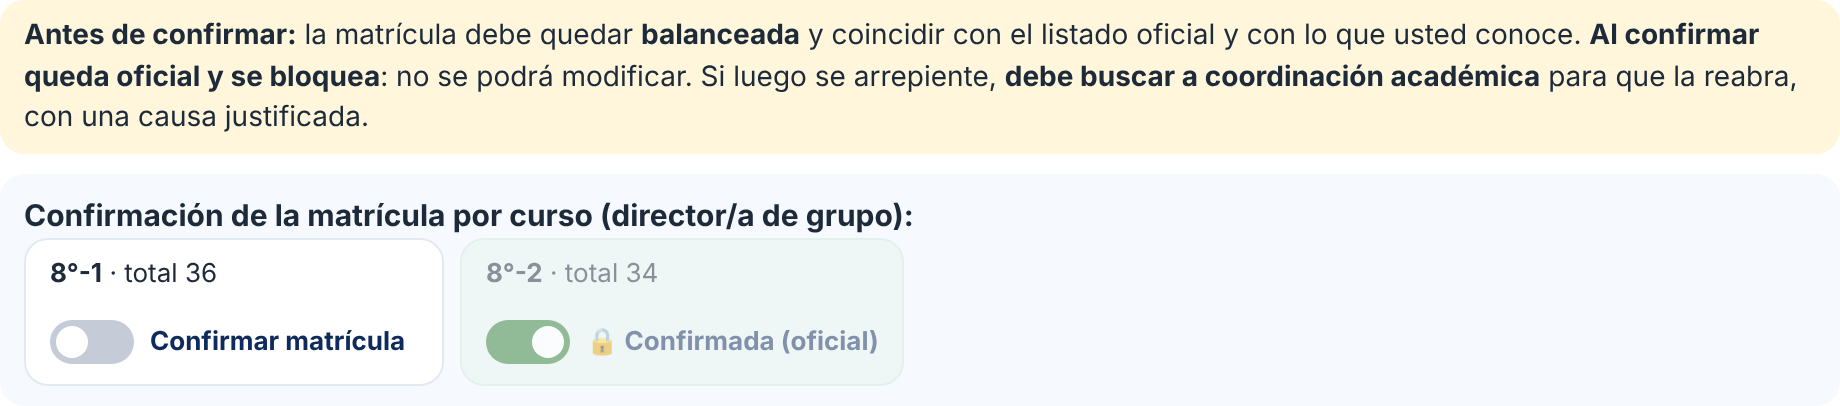 Antes de confirmar: la matrícula debe quedar balanceada y coincidir con el listado oficial y con lo que usted conoce. Al confirmar
queda oficial y se bloquea: no se podrá modificar. Si luego se arrepiente, debe buscar a coordinación académica para que la reabra,
con una causa justificada.
Confirmación de la matrícula por curso (director/a de grupo):
8°-1 · total 36
Confirmar matrícula
8°-2 · total 34
🔒 Confirmada (oficial)